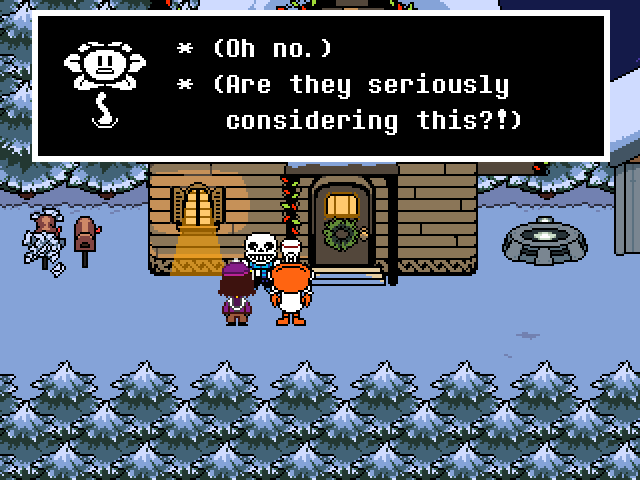 * (Oh no.)
* (Are they seriously
considering this?!)